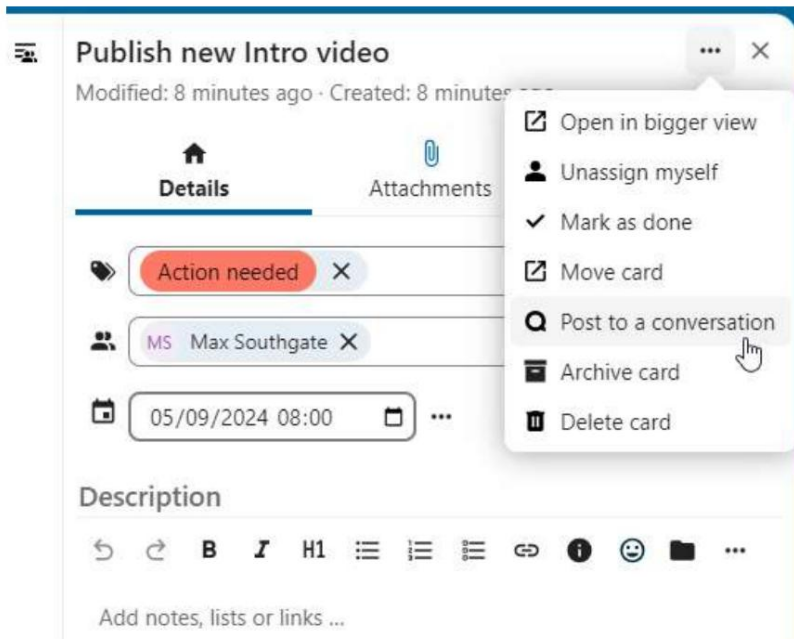 Publish new Intro video
Modified: 8 minutes ago · Created: 8 minutes ago
Open in bigger view
Unassign myself
Mark as done
Move card
Post to a conversation
Archive card
Delete card
Details
Attachments
Action needed
MS Max Southgate
05/09/2024 08:00
Description
B I H1
Add notes, lists or links ...